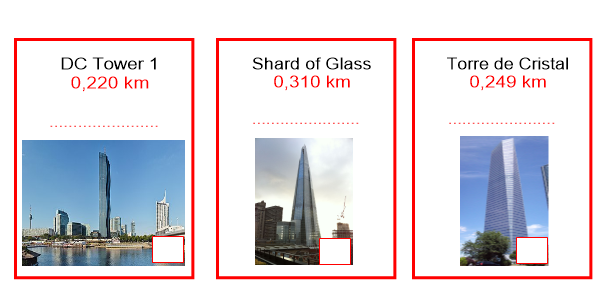 DC Tower 1
0,220 km
Shard of Glass
0,310 km
Torre de Cristal
0,249 km